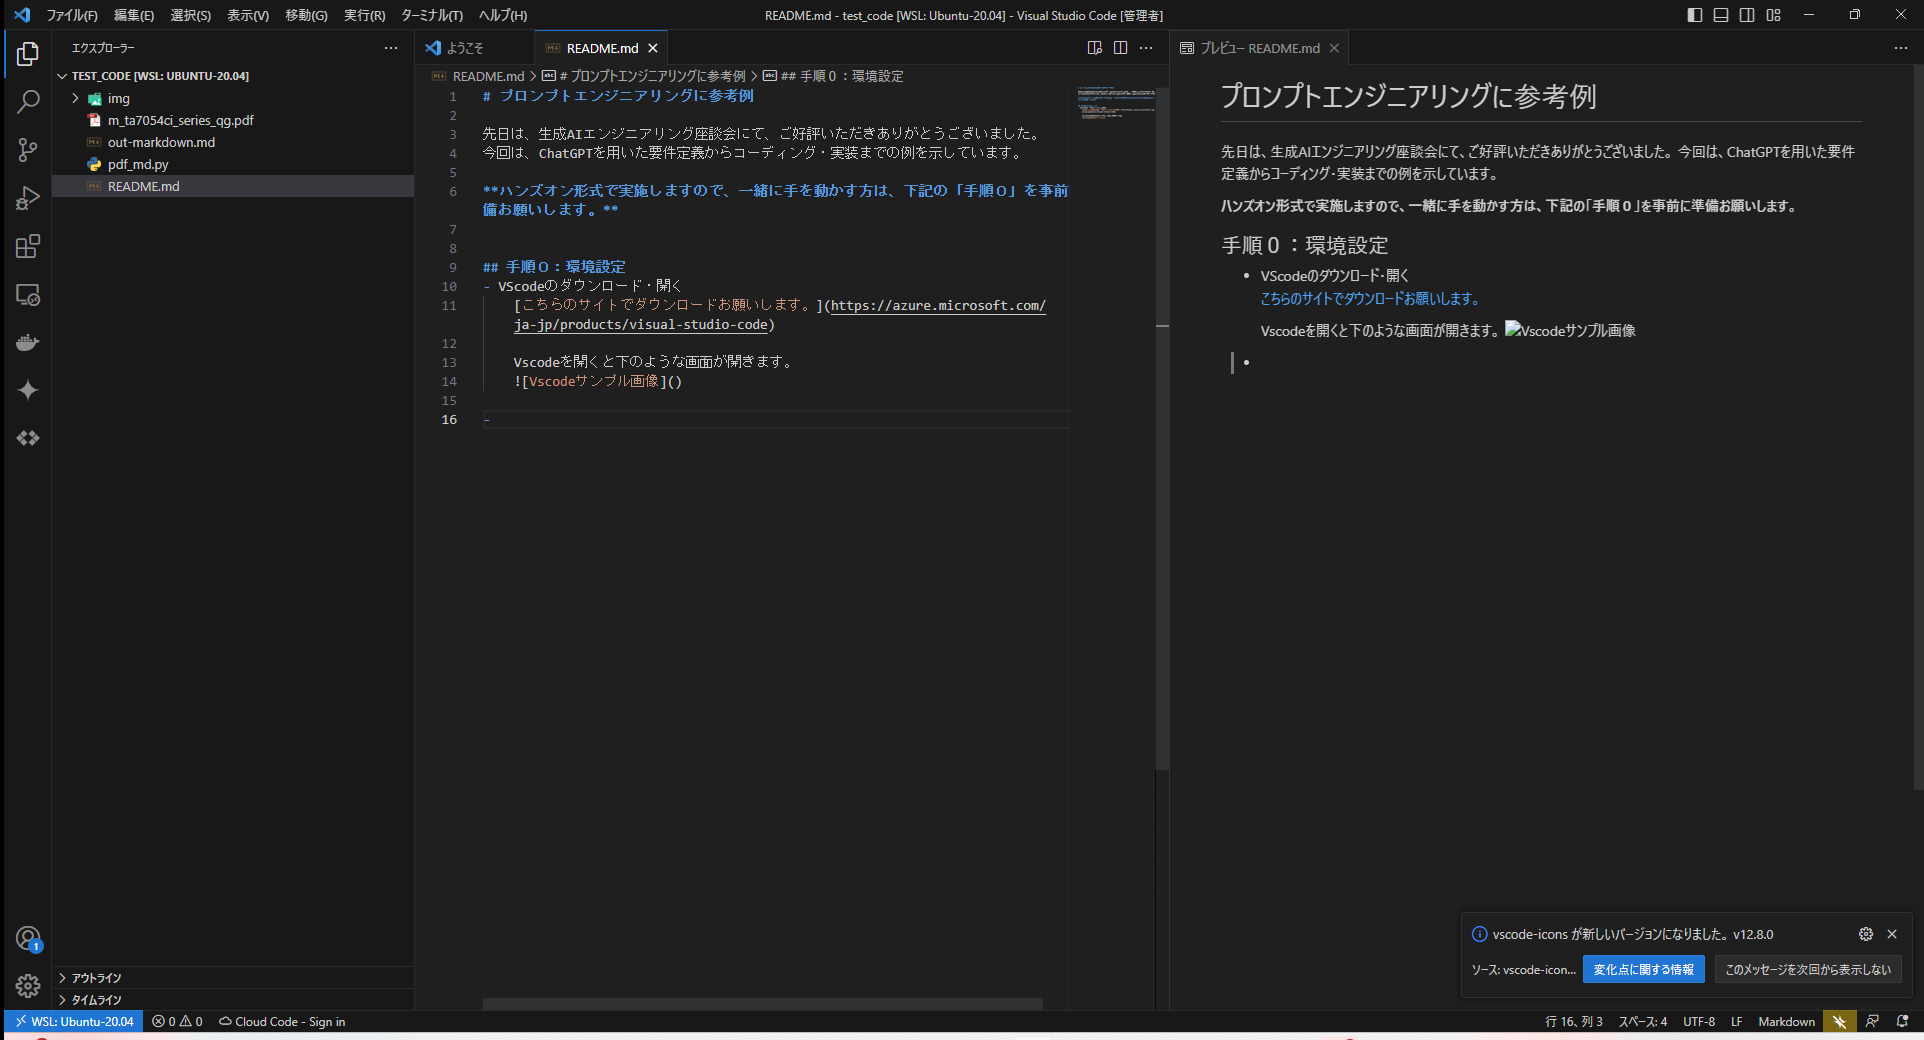 ファイル(F) 編集(E) 選択(S) 表示(V) 移動(G) 実行(R) ターミナル(T) ヘルプ(H)
README.md - test_code [WSL: Ubuntu-20.04] - Visual Studio Code [管理者]
エクスプローラー
TEST_CODE [WSL: UBUNTU-20.04]
img
m_ta7054ci_series_qg.pdf
out-markdown.md
pdf_md.py
README.md
アウトライン
タイムライン
ようこそ README.md
README.md > # プロンプトエンジニアリングに参考例 > ## 手順０：環境設定
1 # プロンプトエンジニアリングに参考例
2
3 先日は、生成AIエンジニアリング座談会にて、ご好評いただきありがとうございました。
4 今回は、ChatGPTを用いた要件定義からコーディング・実装までの例を示しています。
5
6 **ハンズオン形式で実施しますので、一緒に手を動かす方は、下記の「手順０」を事前
備お願いします。**
7
8
9 ## 手順０：環境設定
10 - VScodeのダウンロード・開く
11 [こちらのサイトでダウンロードお願いします。](https://azure.microsoft.com/
ja-jp/products/visual-studio-code)
12
13 Vscodeを開くと下のような画面が開きます。
14 ![Vscodeサンプル画像]()
15
16 -
プレビュー README.md
プロンプトエンジニアリングに参考例
先日は、生成AIエンジニアリング座談会にて、ご好評いただきありがとうございました。 今回は、ChatGPTを用いた要件
定義からコーディング・実装までの例を示しています。
ハンズオン形式で実施しますので、一緒に手を動かす方は、下記の「手順０」を事前に準備お願いします。
手順０：環境設定
• VScodeのダウンロード・開く
こちらのサイトでダウンロードお願いします。
Vscodeを開くと下のような画面が開きます。 Vscodeサンプル画像
•
vscode-icons が新しいバージョンになりました。 v12.8.0
ソース: vscode-icon... 変化点に関する情報 このメッセージを次回から表示しない
1
WSL: Ubuntu-20.04 0 0 Cloud Code - Sign in
行 16、列 3 スペース: 4 UTF-8 LF Markdown